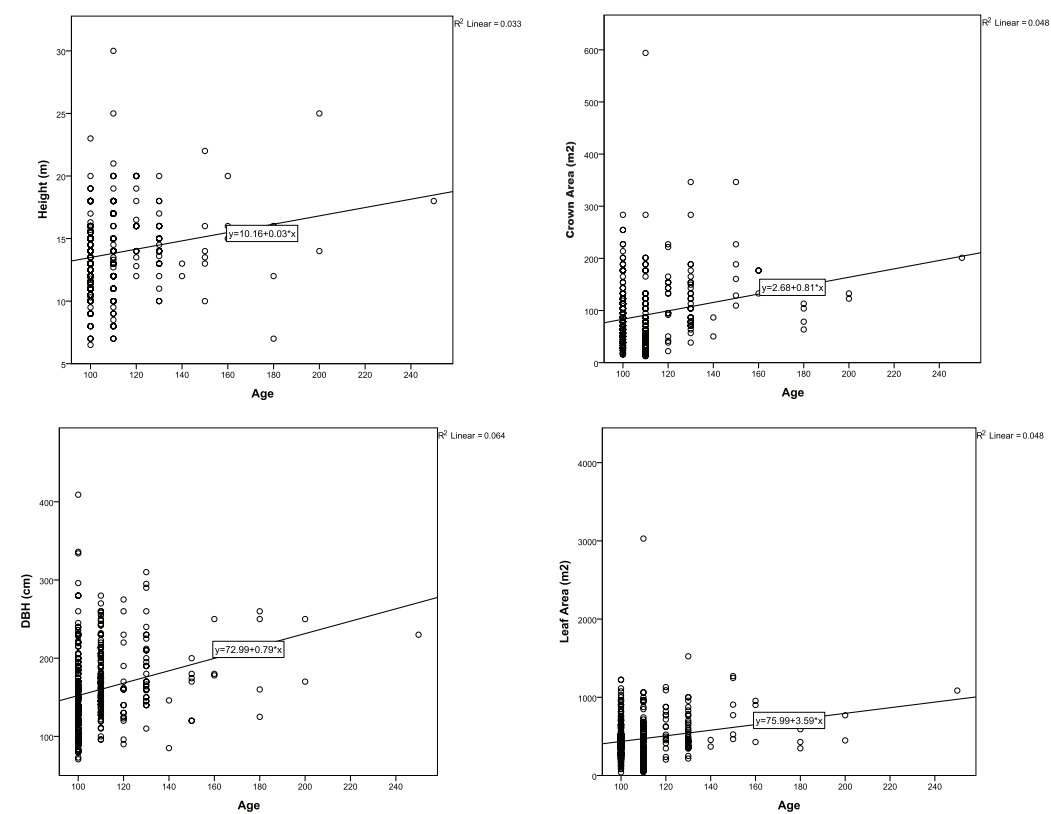 R2 Linear = 0.033
30
25
20
15
10
5
Height (m)
y=10.16+0.03*x
100 120 140 160 180 200 220 240
Age
R2 Linear = 0.048
600
500
400
300
200
100
0
Crown Area (m2)
y=2.68+0.81*x
100 120 140 160 180 200 220 240
Age
R2 Linear = 0.064
400
300
200
100
DBH (cm)
y=72.99+0.79*x
100 120 140 160 180 200 220 240
Age
R2 Linear = 0.048
4000
3000
2000
1000
0
Leaf Area (m2)
y=75.99+3.59*x
100 120 140 160 180 200 220 240
Age